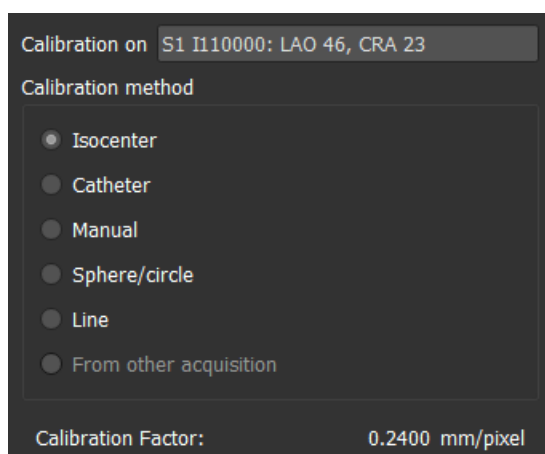 Calibration on S1 I110000: LAO 46, CRA 23
Calibration method
Isocenter
Catheter
Manual
Sphere/circle
Line
From other acquisition
Calibration Factor: 0.2400 mm/pixel